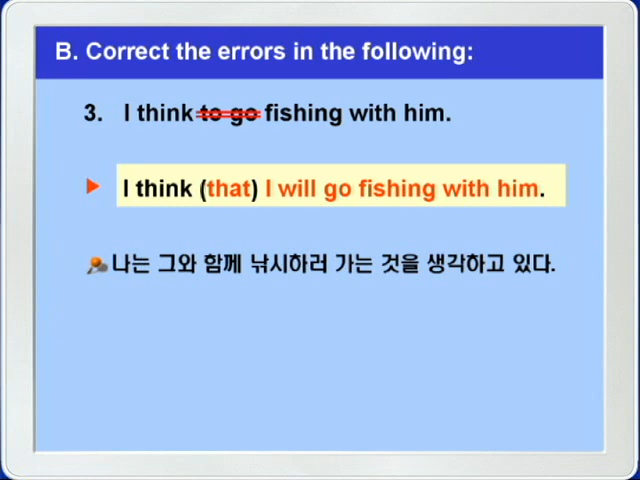 B. Correct the errors in the following:
3. I think to go fishing with him.
I think (that) I will go fishing with him.
나는 그와 함께 낚시하러 가는 것을 생각하고 있다.